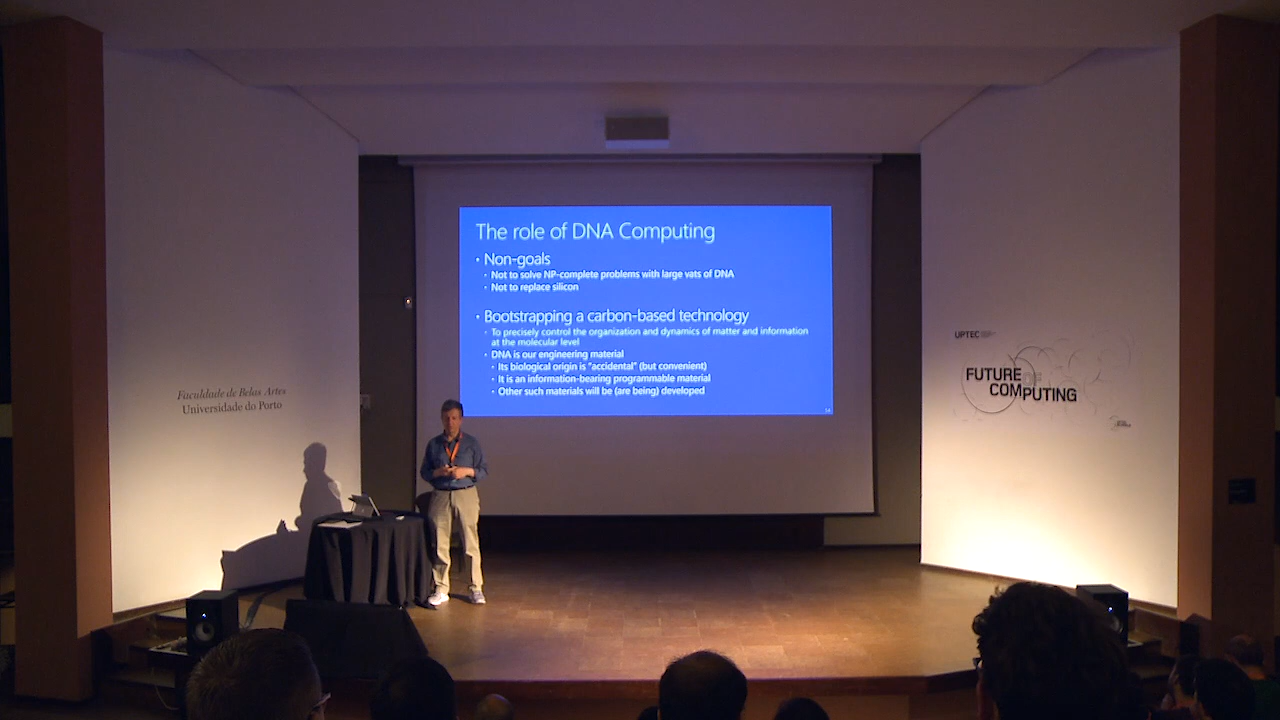 The role of DNA Computing
• Non-goals
• Not to solve NP-complete problems with large vats of DNA
• Not to replace silicon
• Bootstrapping a carbon-based technology
• To precisely control the organization and dynamics of matter and information
at the molecular level
• DNA is our engineering material
• Its biological origin is "accidental" (but convenient)
• It is an information-bearing programmable material
• Other such materials will be (are being) developed
Faculdade de Belas Artes
Universidade do Porto
UPTEC
FUTURE OF
COMPUTING